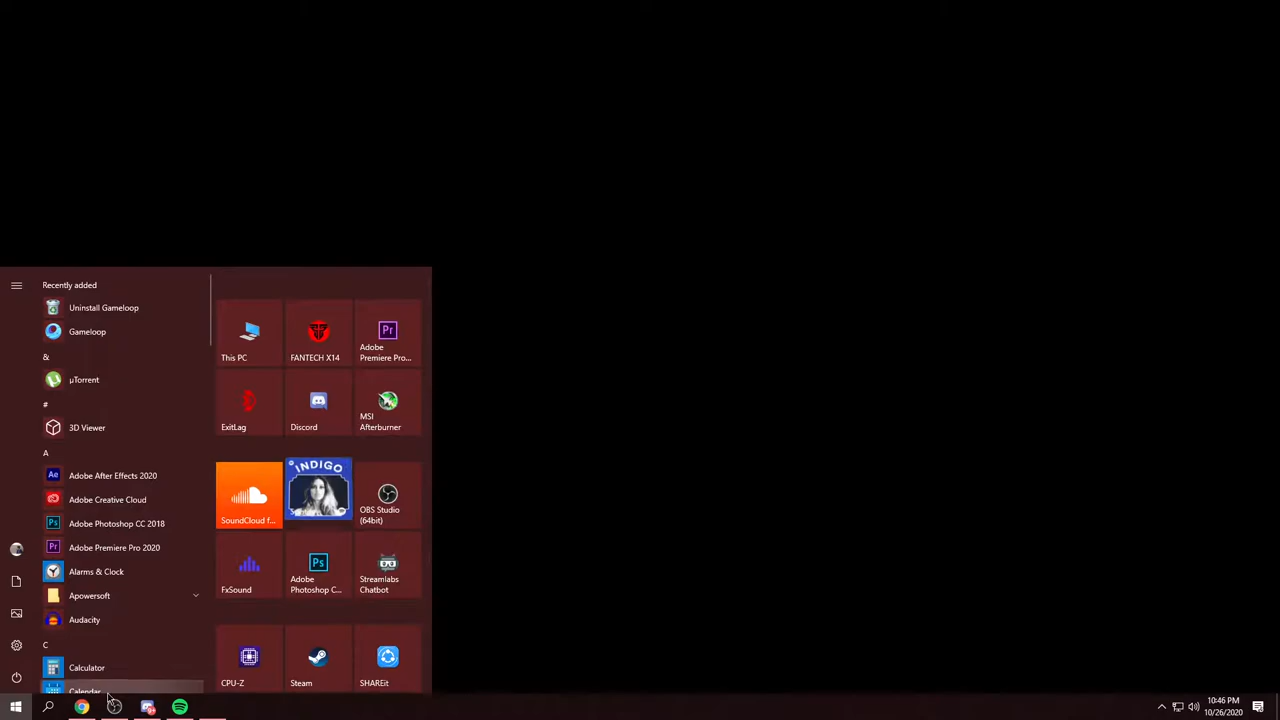 Recently added
Uninstall Gameloop
Gameloop
&
µTorrent
#
3D Viewer
A
Adobe After Effects 2020
Adobe Creative Cloud
Adobe Photoshop CC 2018
Adobe Premiere Pro 2020
Alarms & Clock
Apowersoft
Audacity
C
Calculator
Calendar
This PC
FANTECH X14
Adobe
Premiere Pro...
ExitLag
Discord
MSI
Afterburner
SoundCloud f...
INDIGO
OBS Studio
(64bit)
FxSound
Adobe
Photoshop C...
Streamlabs
Chatbot
CPU-Z
Steam
SHAREit
10:46 PM
10/26/2020